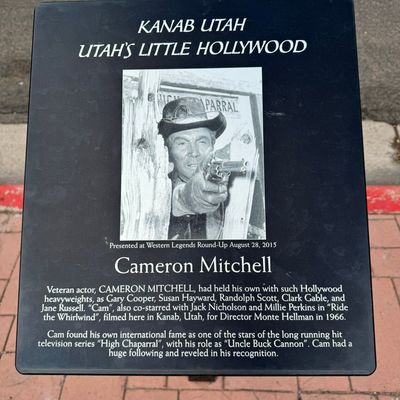 KANAB UTAH
UTAH'S LITTLE HOLLYWOOD
HIGH CHAPARRAL
Presented at Western Legends Round-Up August 28, 2015
Cameron Mitchell
Veteran actor, CAMERON MITCHELL, had held his own with such Hollywood
heavyweights, as Gary Cooper, Susan Hayward, Randolph Scott, Clark Gable, and
Jane Russell. "Cam", also co-starred with Jack Nicholson and Millie Perkins in "Ride
the Whirlwind", filmed here in Kanab, Utah, for Director Monte Hellman in 1966.
Cam found his own international fame as one of the stars of the long running hit
television series "High Chaparral", with his role as "Uncle Buck Cannon". Cam had a
huge following and reveled in his recognition.